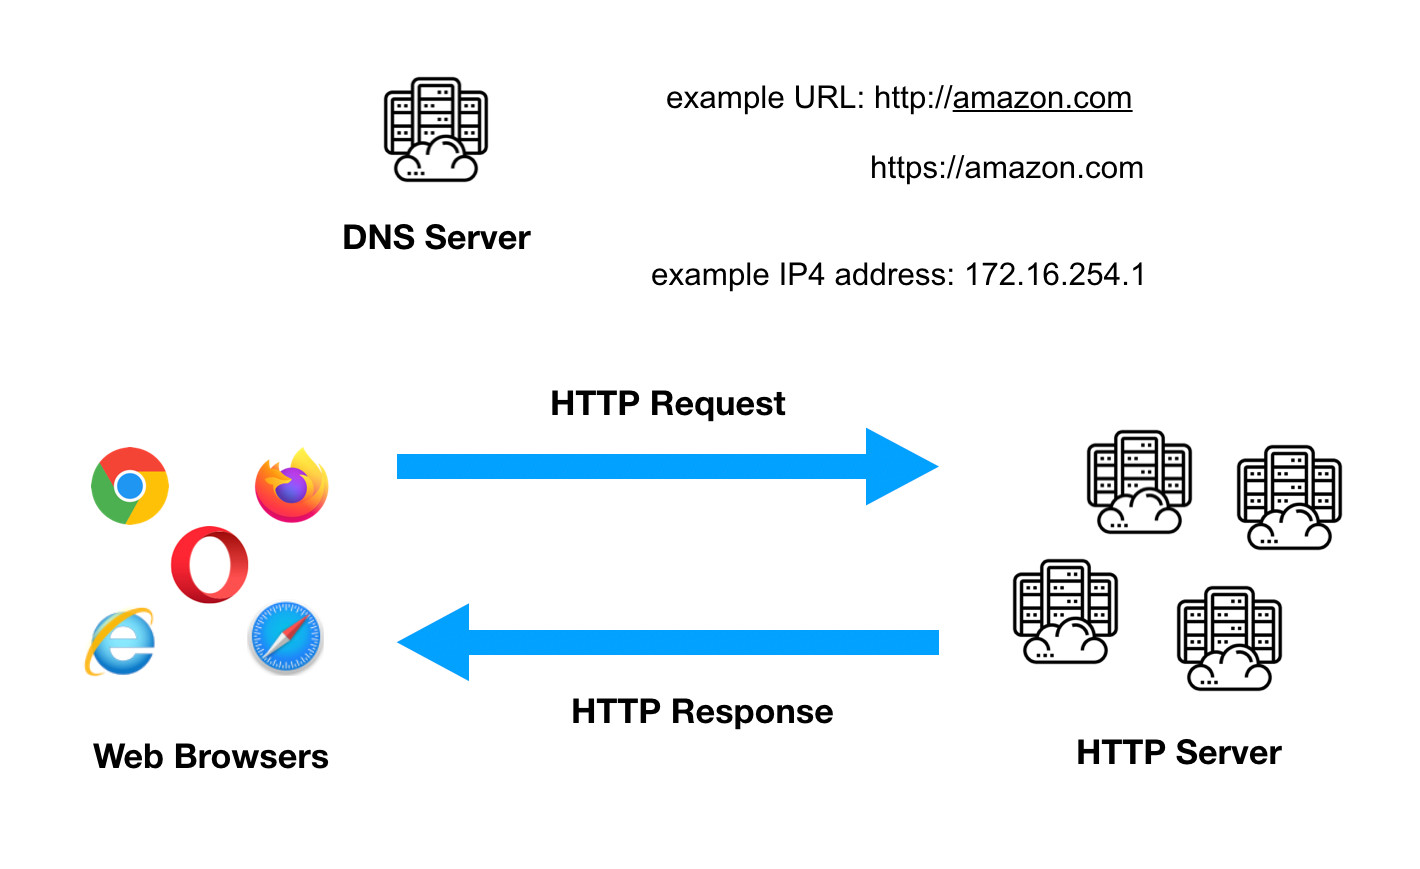 example URL: http://amazon.com
https://amazon.com
DNS Server
example IP4 address: 172.16.254.1
HTTP Request
HTTP Response
Web Browsers
HTTP Server